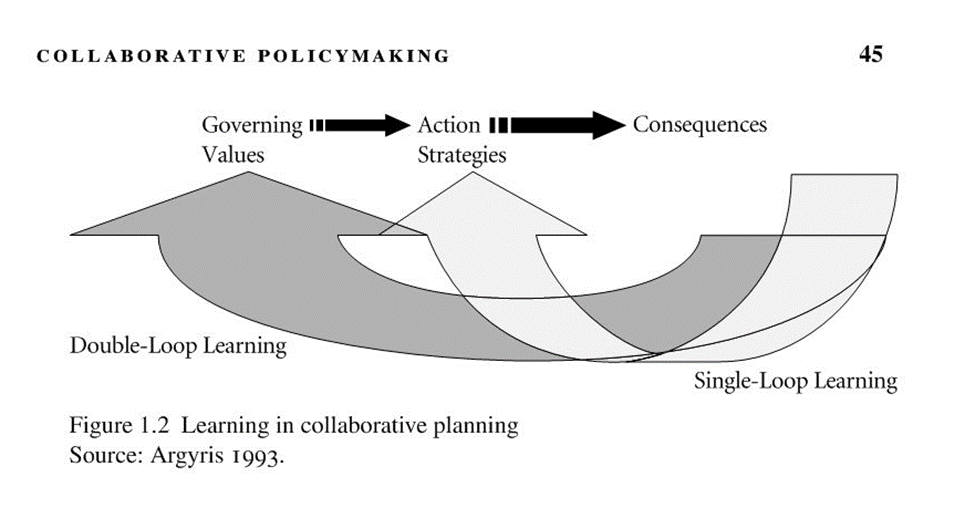 COLLABORATIVE POLICYMAKING 45
Governing Action Consequences
Values Strategies
Double-Loop Learning
Single-Loop Learning
Figure 1.2 Learning in collaborative planning
Source: Argyris 1993.